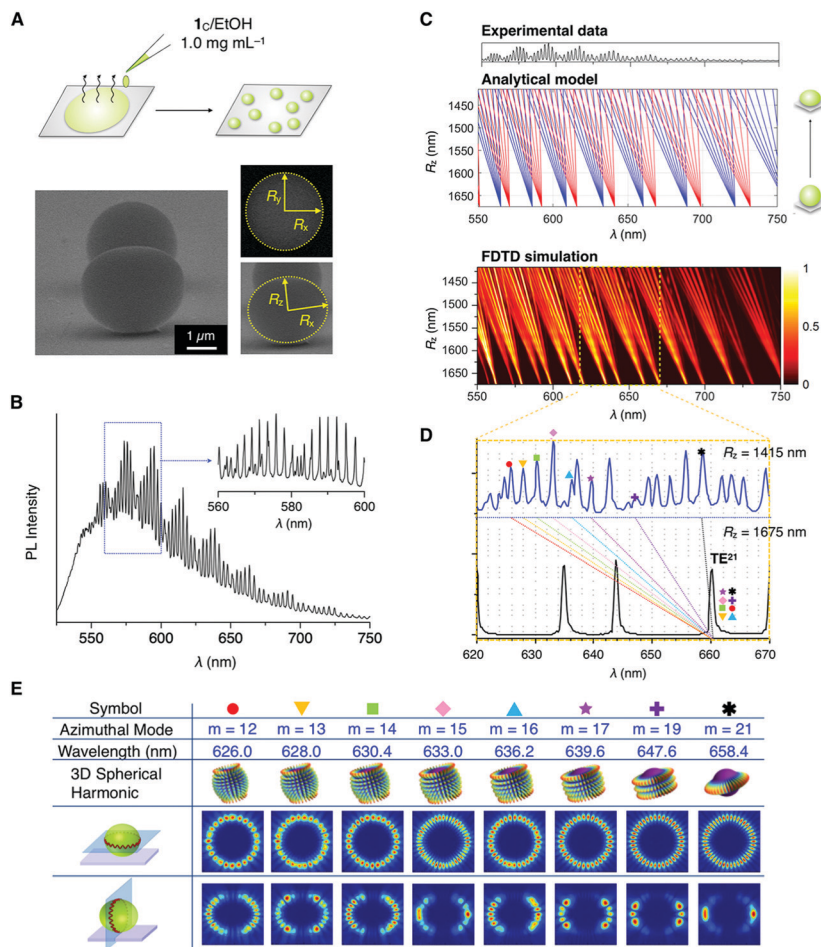 A
1c/EtOH
1.0 mg mL–1
Ry
Rx
Rz
Rx
1 μm
B
PL Intensity
560 580 600
λ (nm)
525 550 575 600 625 650 675 700 725 750
λ (nm)
C
Experimental data
Analytical model
Rz (nm)
1450
1500
1550
1600
1650
550 600 650 700 750
λ (nm)
FDTD simulation
Rz (nm)
1450
1500
1550
1600
1650
1
0.5
0
550 600 650 700 750
λ (nm)
D
Rz = 1415 nm
Rz = 1675 nm
TE21
620 630 640 650 660 670
λ (nm)
E
Symbol
Azimuthal Mode m = 12 m = 13 m = 14 m = 15 m = 16 m = 17 m = 19 m = 21
Wavelength (nm) 626.0 628.0 630.4 633.0 636.2 639.6 647.6 658.4
3D Spherical
Harmonic